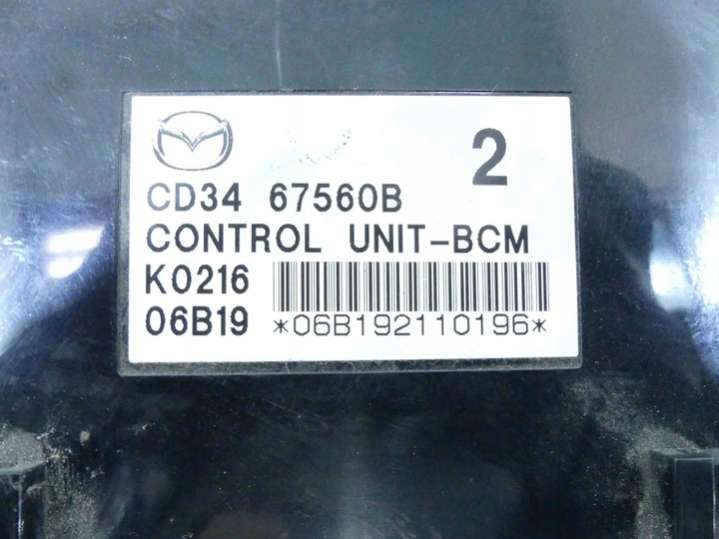 2
CD34 67560B
CONTROL UNIT-BCM
K0216
06B19 *06B192110196*